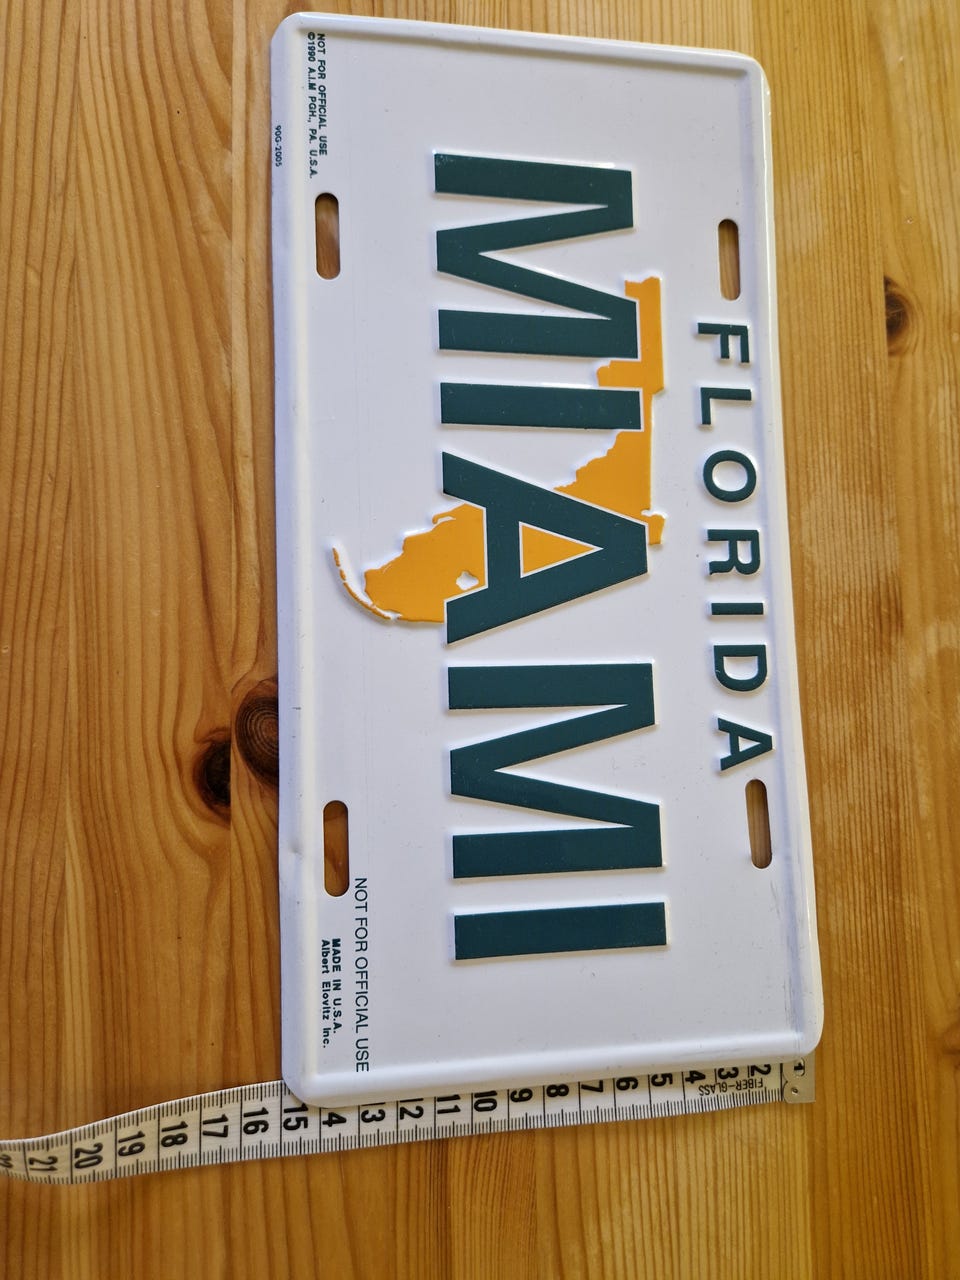 FLORIDA
MIAMI
NOT FOR OFFICIAL USE
©1990 A.I.M PGH., PA. U.S.A.
90G-2005
NOT FOR OFFICIAL USE
MADE IN U.S.A.
Albert Elovitz Inc.
1 2 3 4 5 6 7 8 9 10 11 12 13 14 15 16 17 18 19 20 21 22
FIBER-GLASS